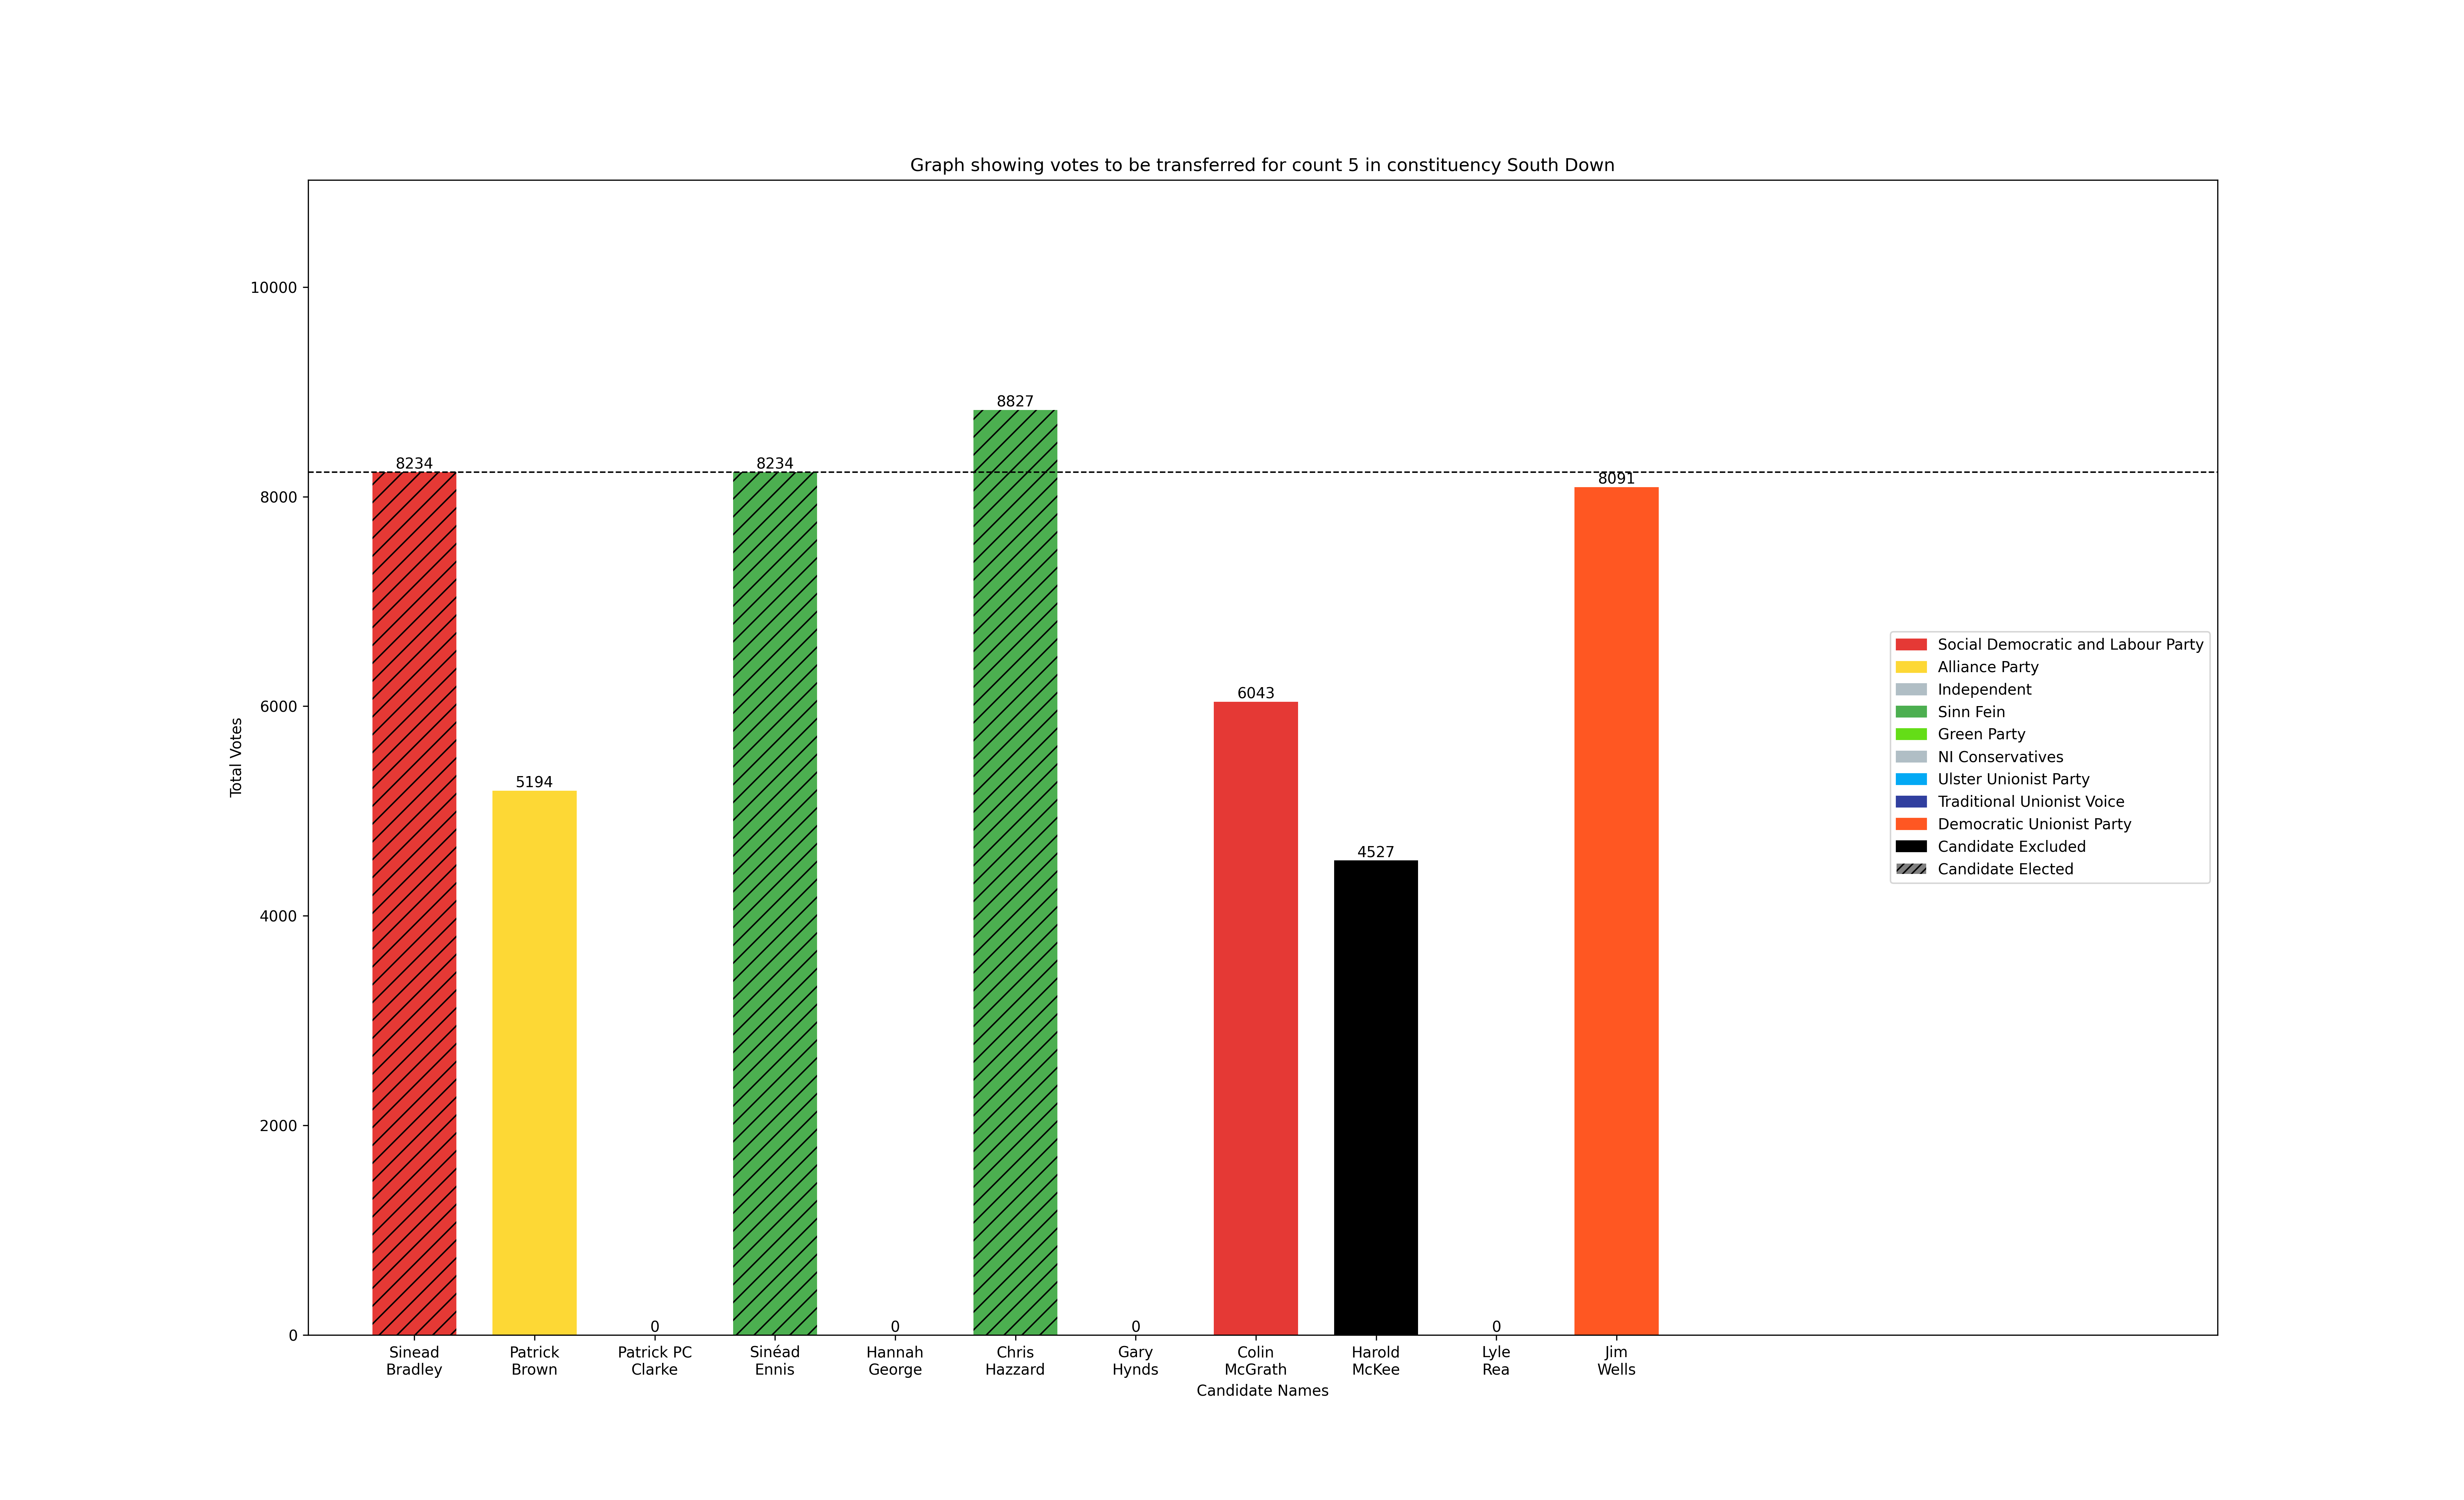 Graph showing votes to be transferred for count 5 in constituency South Down
10000
8000
6000
4000
2000
0
Total Votes
8234
5194
0
8234
0
8827
0
6043
4527
0
8091
Sinead
Bradley
Patrick
Brown
Patrick PC
Clarke
Sinéad
Ennis
Hannah
George
Chris
Hazzard
Gary
Hynds
Colin
McGrath
Harold
McKee
Lyle
Rea
Jim
Wells
Candidate Names
Social Democratic and Labour Party
Alliance Party
Independent
Sinn Fein
Green Party
NI Conservatives
Ulster Unionist Party
Traditional Unionist Voice
Democratic Unionist Party
Candidate Excluded
Candidate Elected